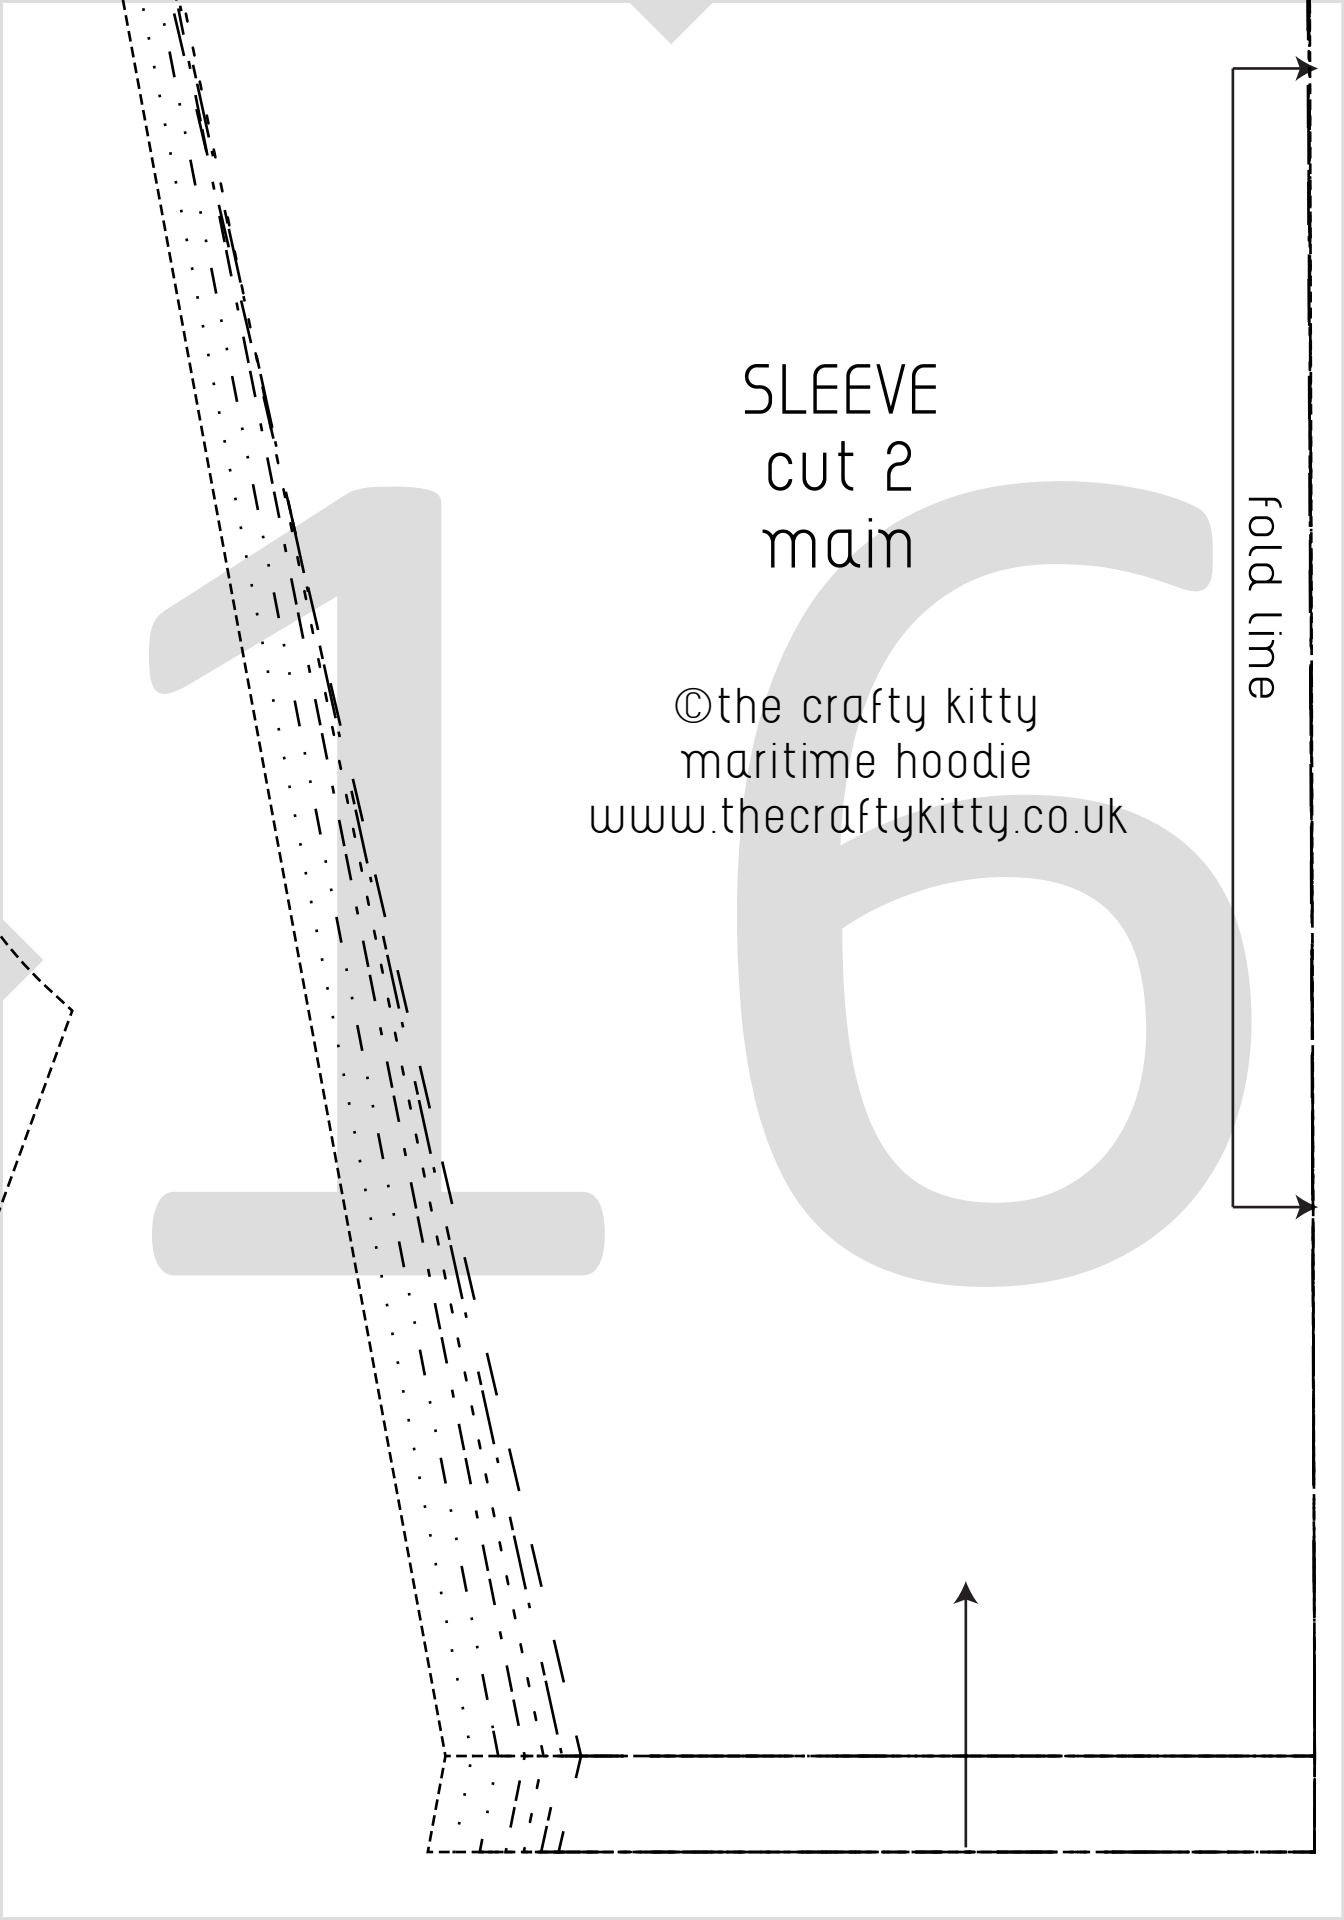 SLEEVE
cut 2
main
fold line
©the crafty kitty
maritime hoodie
www.thecraftykitty.co.uk
16